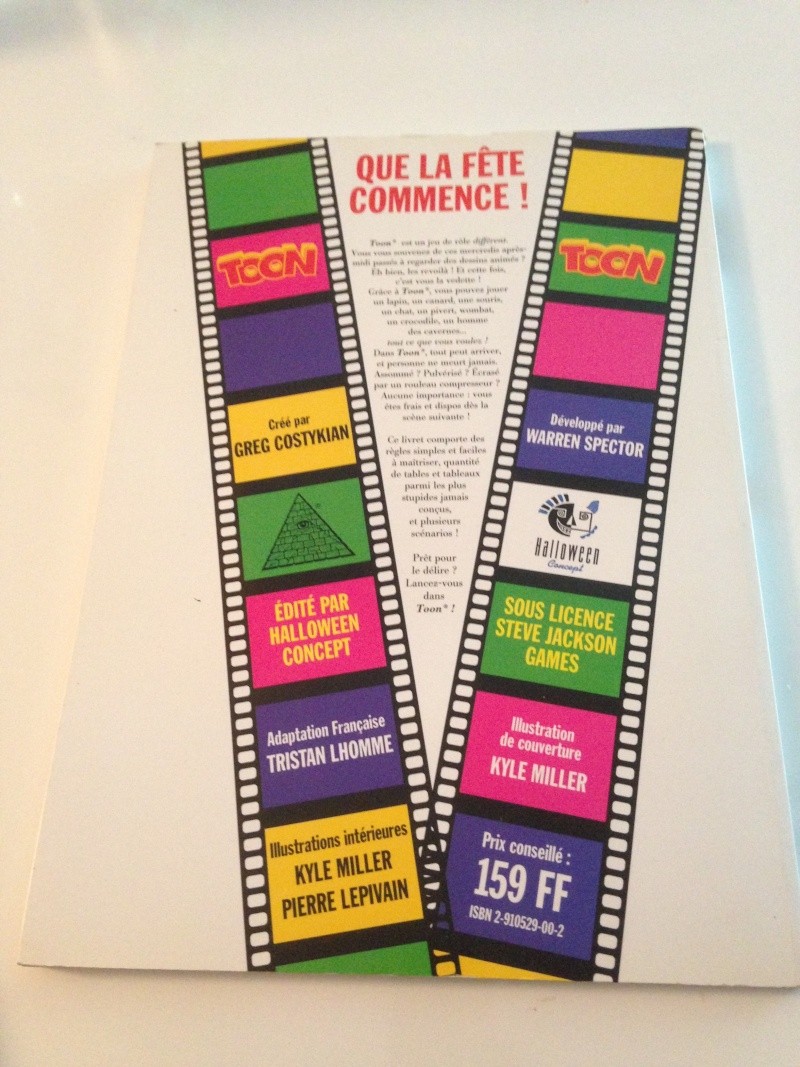 QUE LA FÊTE
COMMENCE !
Toon* est un jeu de rôle différent.
Vous vous souvenez de ces mercredis après-
midi passés à regarder des dessins animés ?
Eh bien, les revoilà ! Et cette fois,
c'est vous la vedette !
Grâce à Toon*, vous pouvez jouer
un lapin, un canard, une souris,
un chat, un pivert, wombat,
un crocodile, un homme
des cavernes...
tout ce que vous voulez !
Dans Toon*, tout peut arriver,
et personne ne meurt jamais.
Assommé ? Pulvérisé ? Écrasé
par un rouleau compresseur ?
Aucune importance : vous
êtes frais et dispos dès la
scène suivante !
Ce livret comporte des
règles simples et faciles
à maîtriser, quantité
de tables et tableaux
parmi les plus
stupides jamais
conçus,
et plusieurs
scénarios !
Prêt pour
le délire ?
Lancez-vous
dans
Toon* !
TOON
Créé par
GREG COSTYKIAN
ÉDITÉ PAR
HALLOWEEN
CONCEPT
Adaptation Française
TRISTAN LHOMME
Illustrations intérieures
KYLE MILLER
PIERRE LEPIVAIN
TOON
Développé par
WARREN SPECTOR
Halloween
Concept
SOUS LICENCE
STEVE JACKSON
GAMES
Illustration
de couverture
KYLE MILLER
Prix conseillé :
159 FF
ISBN 2-910529-00-2